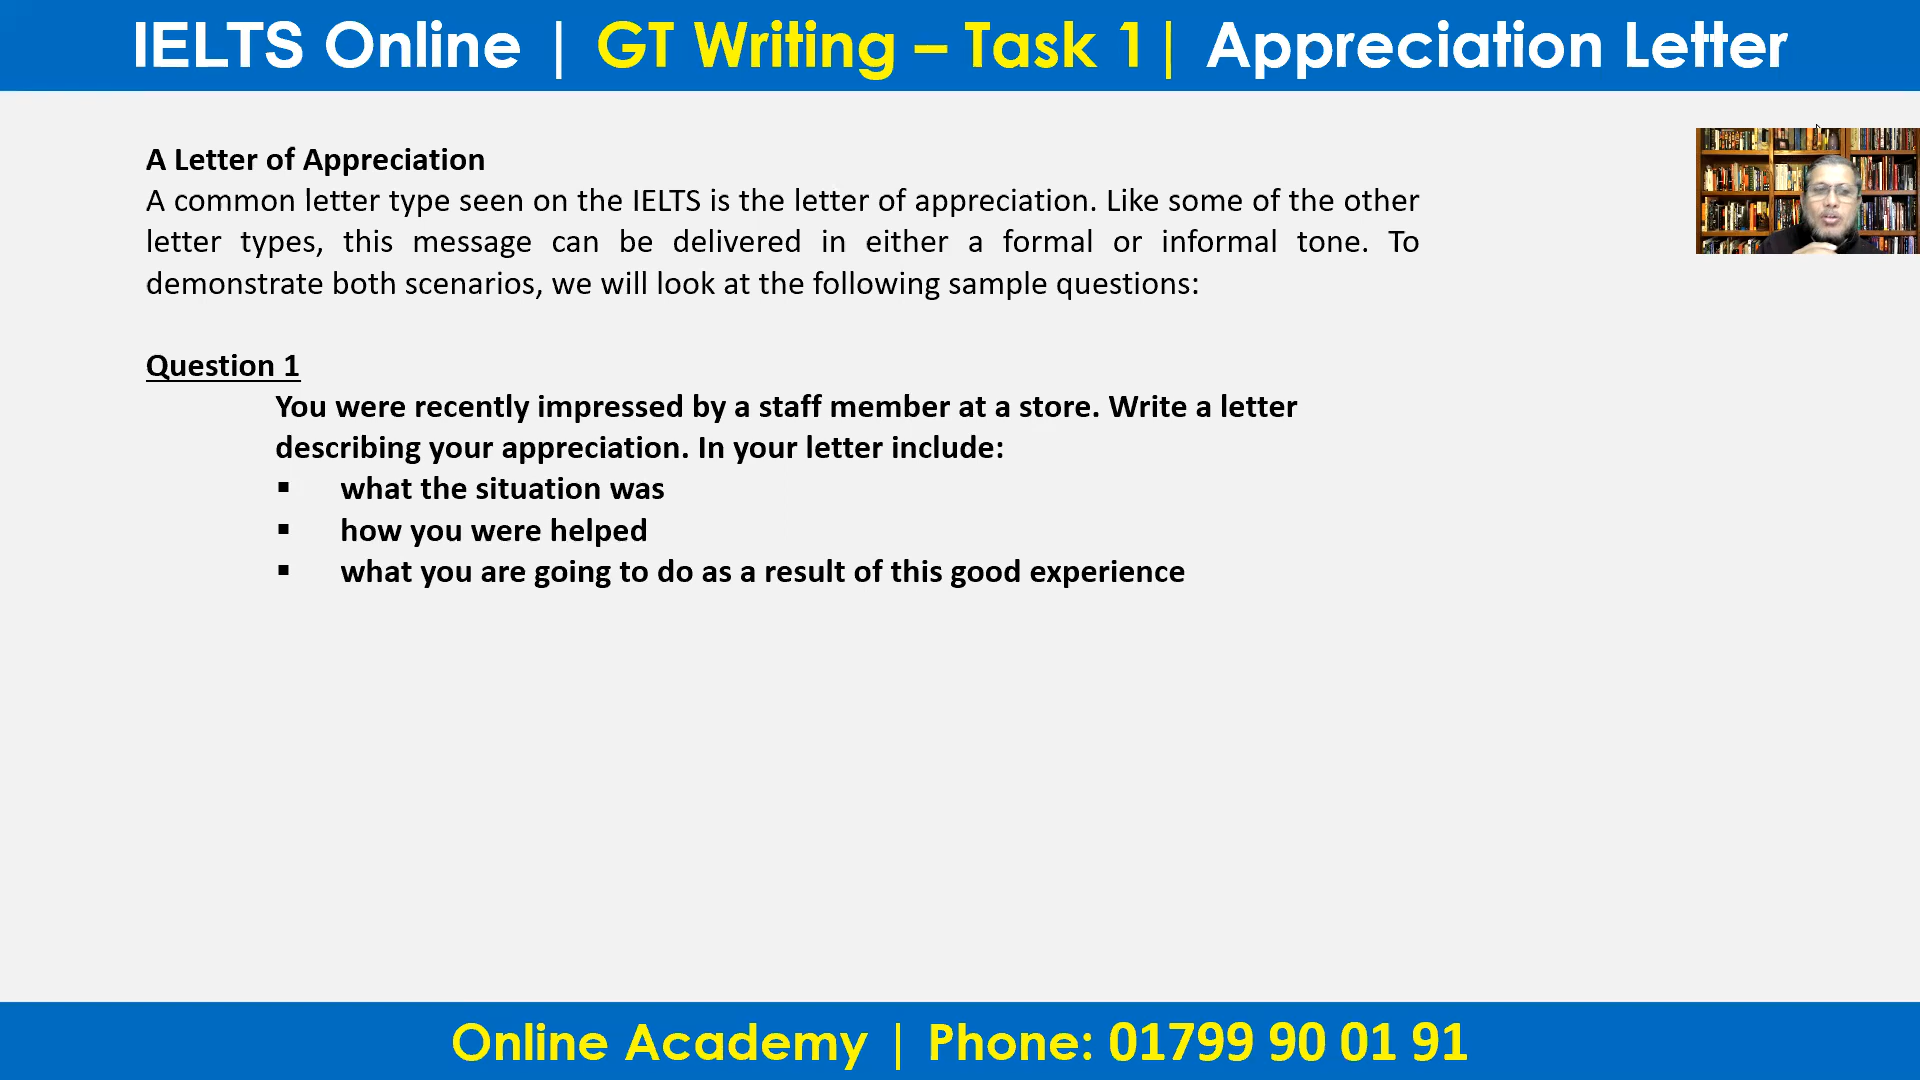 IELTS Online | GT Writing – Task 1| Appreciation Letter
A Letter of Appreciation
A common letter type seen on the IELTS is the letter of appreciation. Like some of the other
letter types, this message can be delivered in either a formal or informal tone. To
demonstrate both scenarios, we will look at the following sample questions:
Question 1
You were recently impressed by a staff member at a store. Write a letter
describing your appreciation. In your letter include:
▪ what the situation was
▪ how you were helped
▪ what you are going to do as a result of this good experience
Online Academy | Phone: 01799 90 01 91